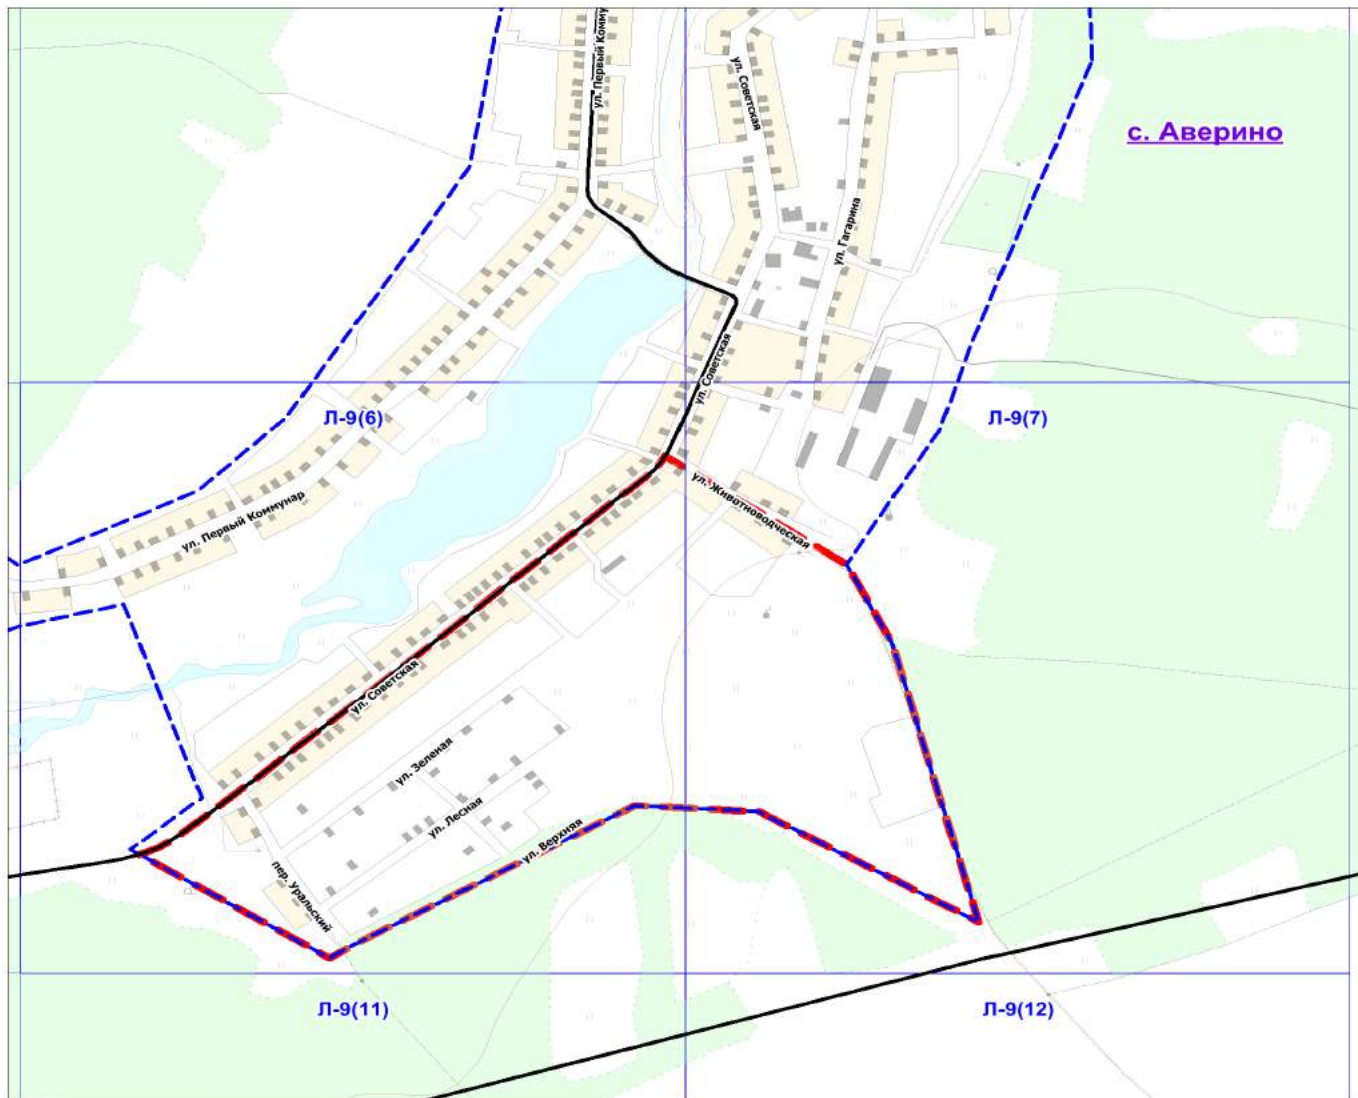 ул. Первый Комму
ул. Советская
с. Аверино
ул. Гагарина
ул. Советская
Л-9(6)
Л-9(7)
ул. Животноводческая
ул. Первый Коммунар
ул. Советская
ул. Зеленая
ул. Лесная
ул. Верхняя
пер. Уральский
Л-9(11)
Л-9(12)